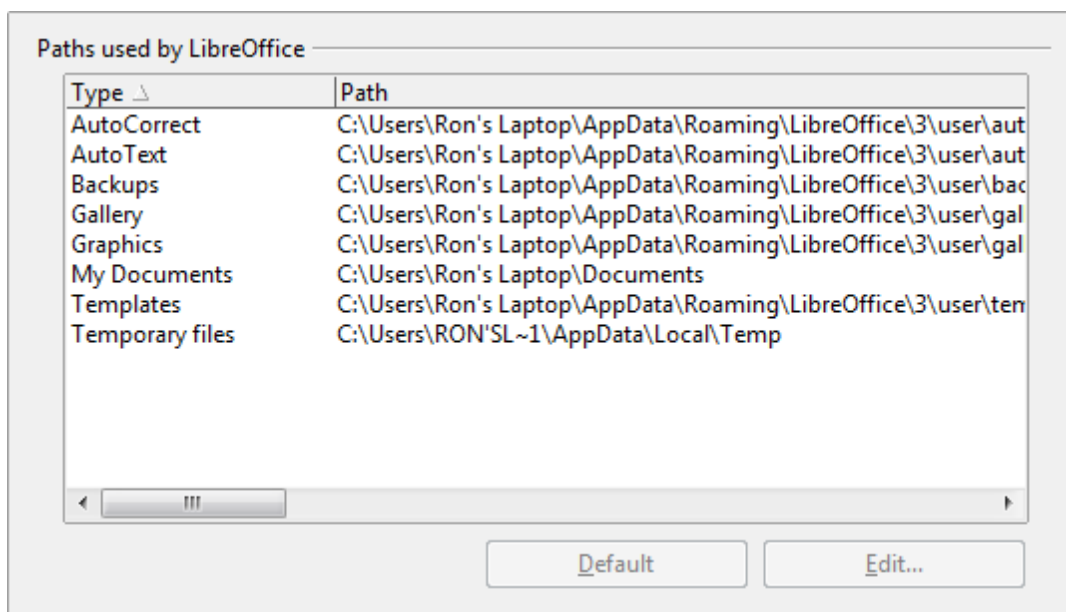 Paths used by LibreOffice
Type Path
AutoCorrect C:\Users\Ron's Laptop\AppData\Roaming\LibreOffice\3\user\aut
AutoText C:\Users\Ron's Laptop\AppData\Roaming\LibreOffice\3\user\aut
Backups C:\Users\Ron's Laptop\AppData\Roaming\LibreOffice\3\user\bac
Gallery C:\Users\Ron's Laptop\AppData\Roaming\LibreOffice\3\user\gal
Graphics C:\Users\Ron's Laptop\AppData\Roaming\LibreOffice\3\user\gal
My Documents C:\Users\Ron's Laptop\Documents
Templates C:\Users\Ron's Laptop\AppData\Roaming\LibreOffice\3\user\tem
Temporary files C:\Users\RON'SL~1\AppData\Local\Temp
Default Edit...